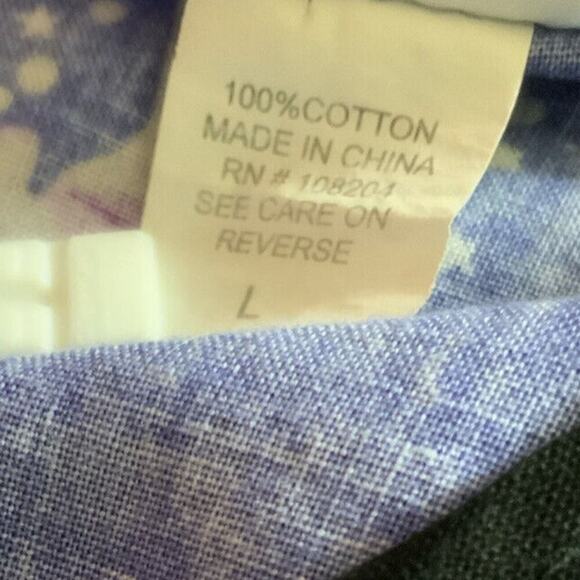 100%COTTON
MADE IN CHINA
RN # 108204
SEE CARE ON
REVERSE
L